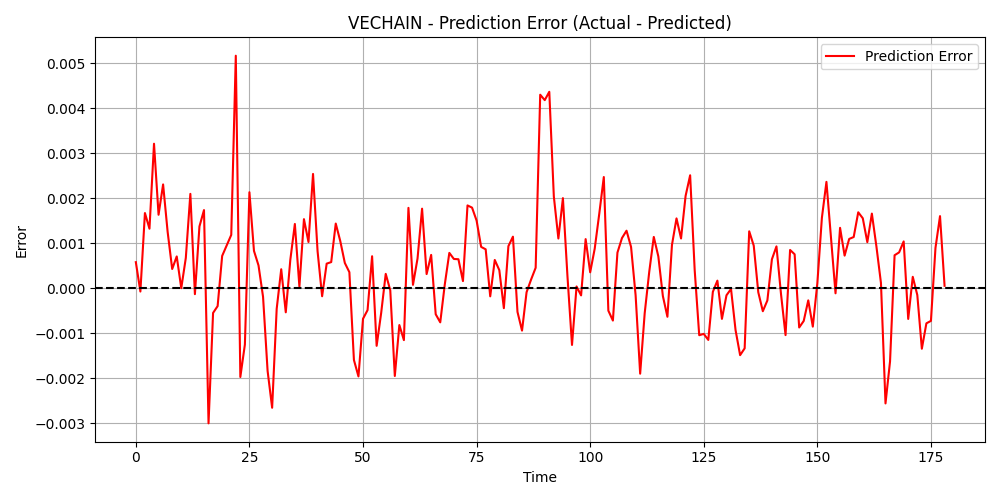 VECHAIN - Prediction Error (Actual - Predicted)
Prediction Error
Error
0.005
0.004
0.003
0.002
0.001
0.000
−0.001
−0.002
−0.003
0 25 50 75 100 125 150 175
Time